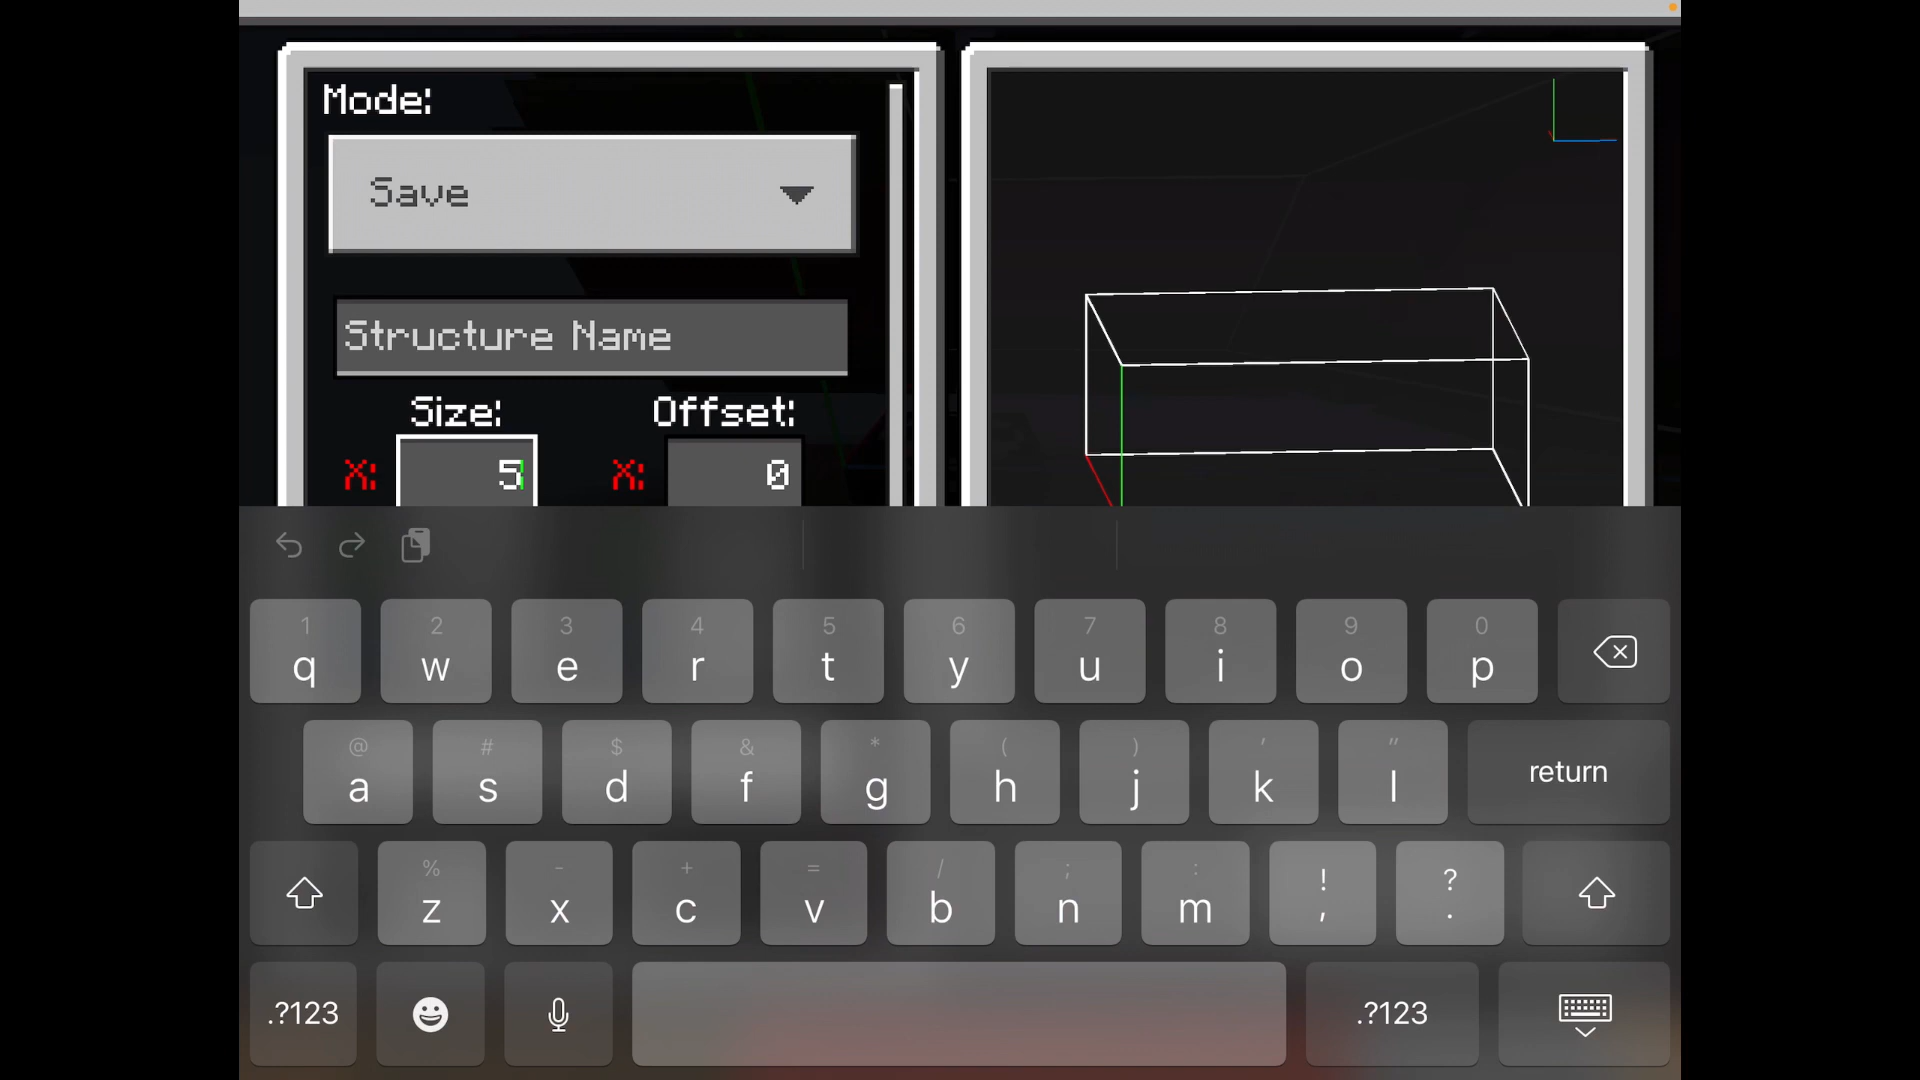 Mode:
Save
Structure Name
Size: Offset:
X: 5 X: 0
1 2 3 4 5 6 7 8 9 0
q w e r t y u i o p
@ # $ & * ( ) ' "
a s d f g h j k l return
% - + = / ; : ! ?
z x c v b n m , .
.?123 .?123